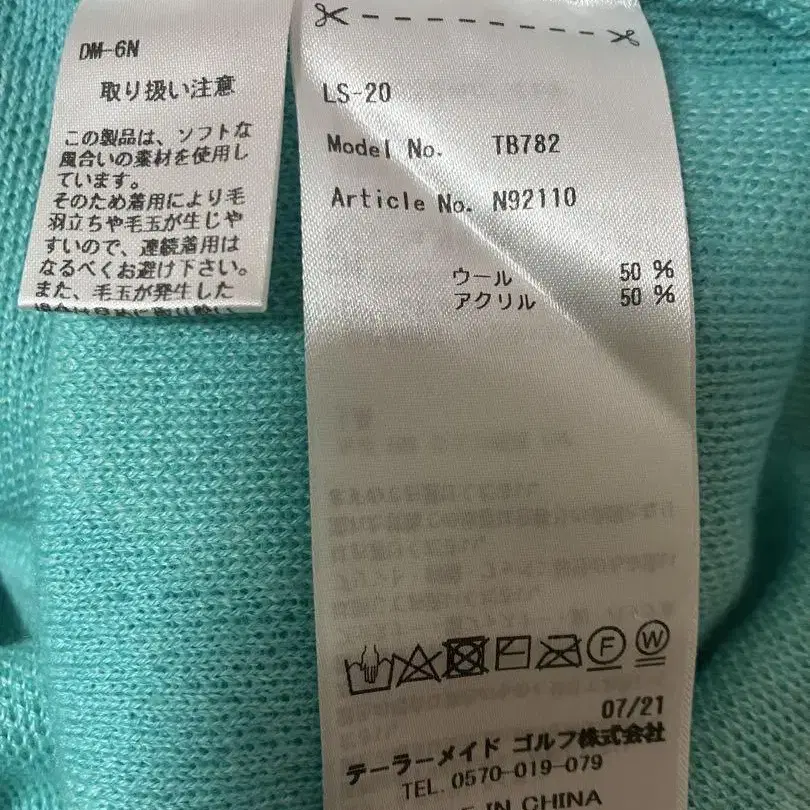 DM-6N
取り扱い注意
この製品は、ソフトな
風合いの素材を使用し
ています。
そのため着用により毛
羽立ちや毛玉が生じや
すいので、連続着用は
なるべくお避け下さい。
また、毛玉が発生した
LS-20
Model No. TB782
Article No. N92110
ウール 50 %
アクリル 50 %
F W
07/21
テーラーメイド ゴルフ株式会社
TEL. 0570-019-079
IN CHINA